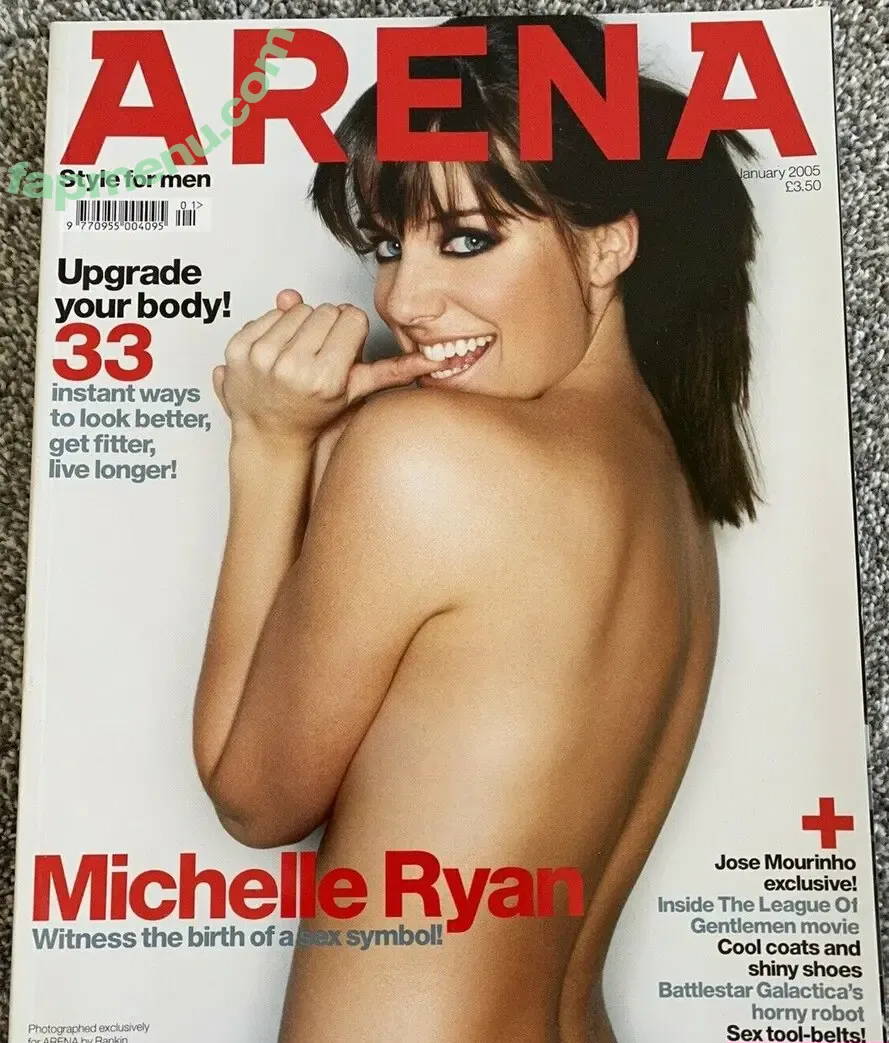 ARENA
fapmenu.com
Style for men
January 2005
£3.50
01>
9 770955 004095
Upgrade
your body!
33
instant ways
to look better,
get fitter,
live longer!
Michelle Ryan
Witness the birth of a sex symbol!
Jose Mourinho
exclusive!
Inside The League Of
Gentlemen movie
Cool coats and
shiny shoes
Battlestar Galactica's
horny robot
Sex tool-belts!
Photographed exclusively
for ARENA by Rankin